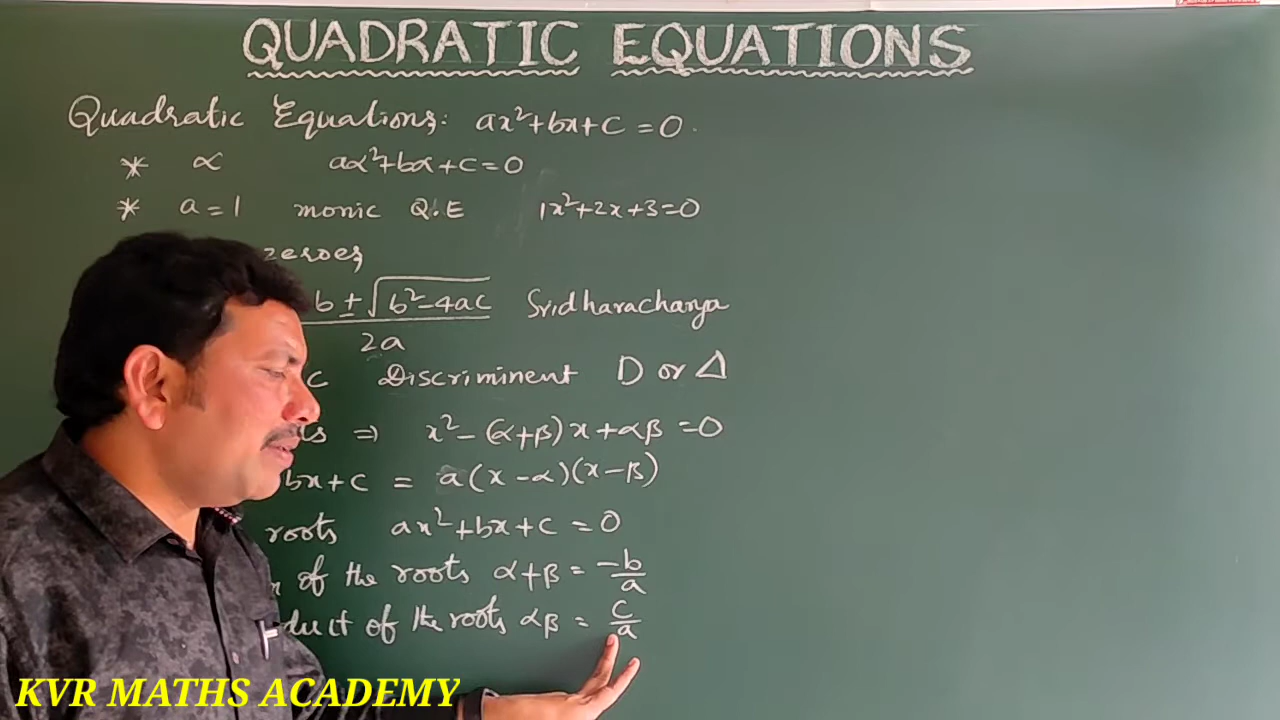 QUADRATIC EQUATIONS
Quadratic Equations: ax²+bx+c=0.
* α aα²+bα+c=0
* a=1 monic Q.E 1x²+2x+3=0
zeroes
b±√b²-4ac Sridharacharya
2a
c Discriminent D or Δ
ts ⇒ x²-(α+β)x+αβ=0
bx+c = a(x-α)(x-β)
roots ax²+bx+c=0
of the roots α+β = -b/a
duct of the roots αβ = c/a
KVR MATHS ACADEMY